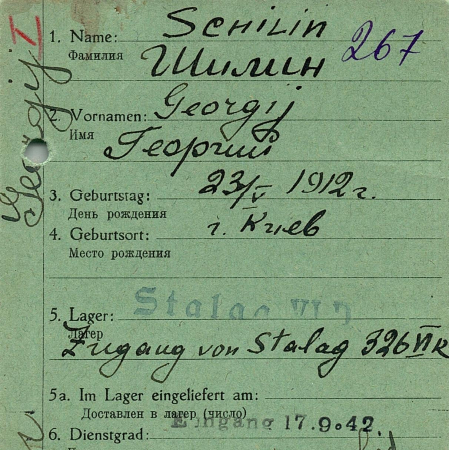 1. Name: SCHILIN
Фамилия Шилин 267
I
2. Vornamen: Georgij
Имя Георгий
Georgij
3. Geburtstag: 23/V 1912 г.
День рождения
4. Geburtsort: г. Киев
Место рождения
5. Lager: Stalag VI D
Лагерь
Zugang von Stalag 326 VI K
5a. Im Lager eingeliefert am:
Доставлен в лагерь (число) Eingang 17.9.42
6. Dienstgrad: